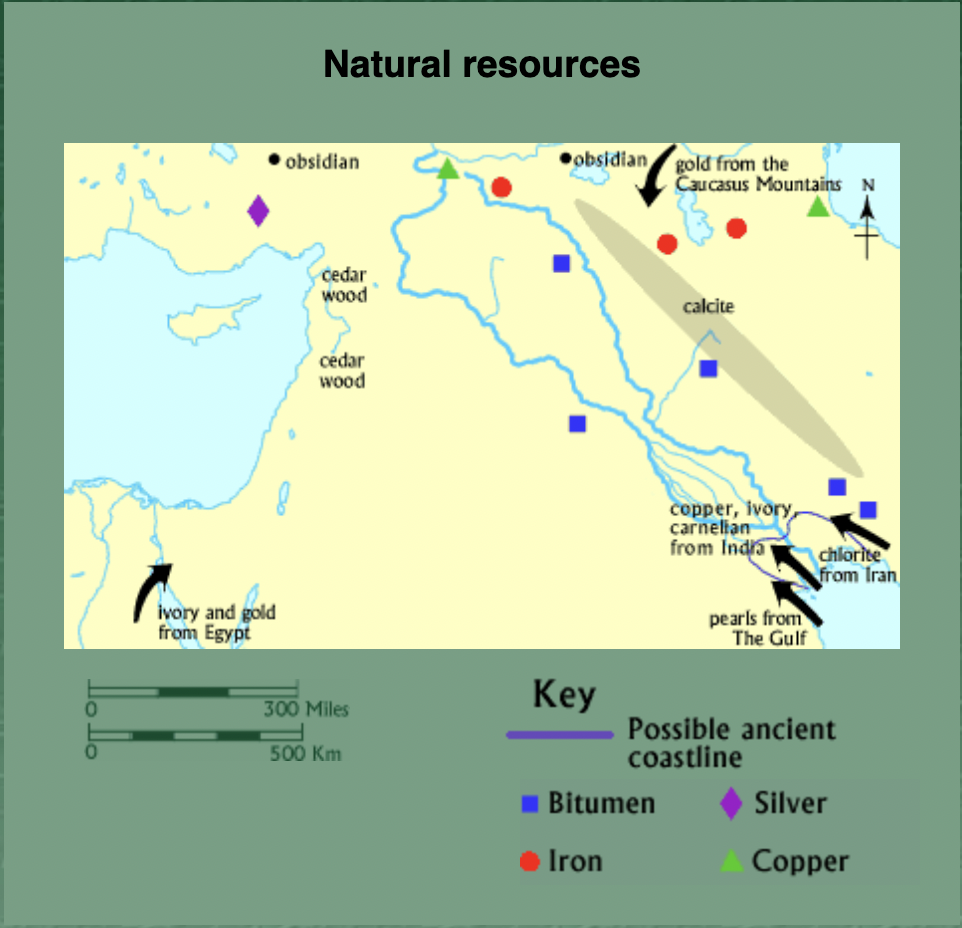 Natural resources
obsidian
obsidian
gold from the
Caucasus Mountains
N
cedar
wood
calcite
cedar
wood
copper, ivory,
carnelian
from India
chlorite
from Iran
ivory and gold
from Egypt
pearls from
The Gulf
0 300 Miles
0 500 Km
Key
Possible ancient
coastline
Bitumen
Silver
Iron
Copper